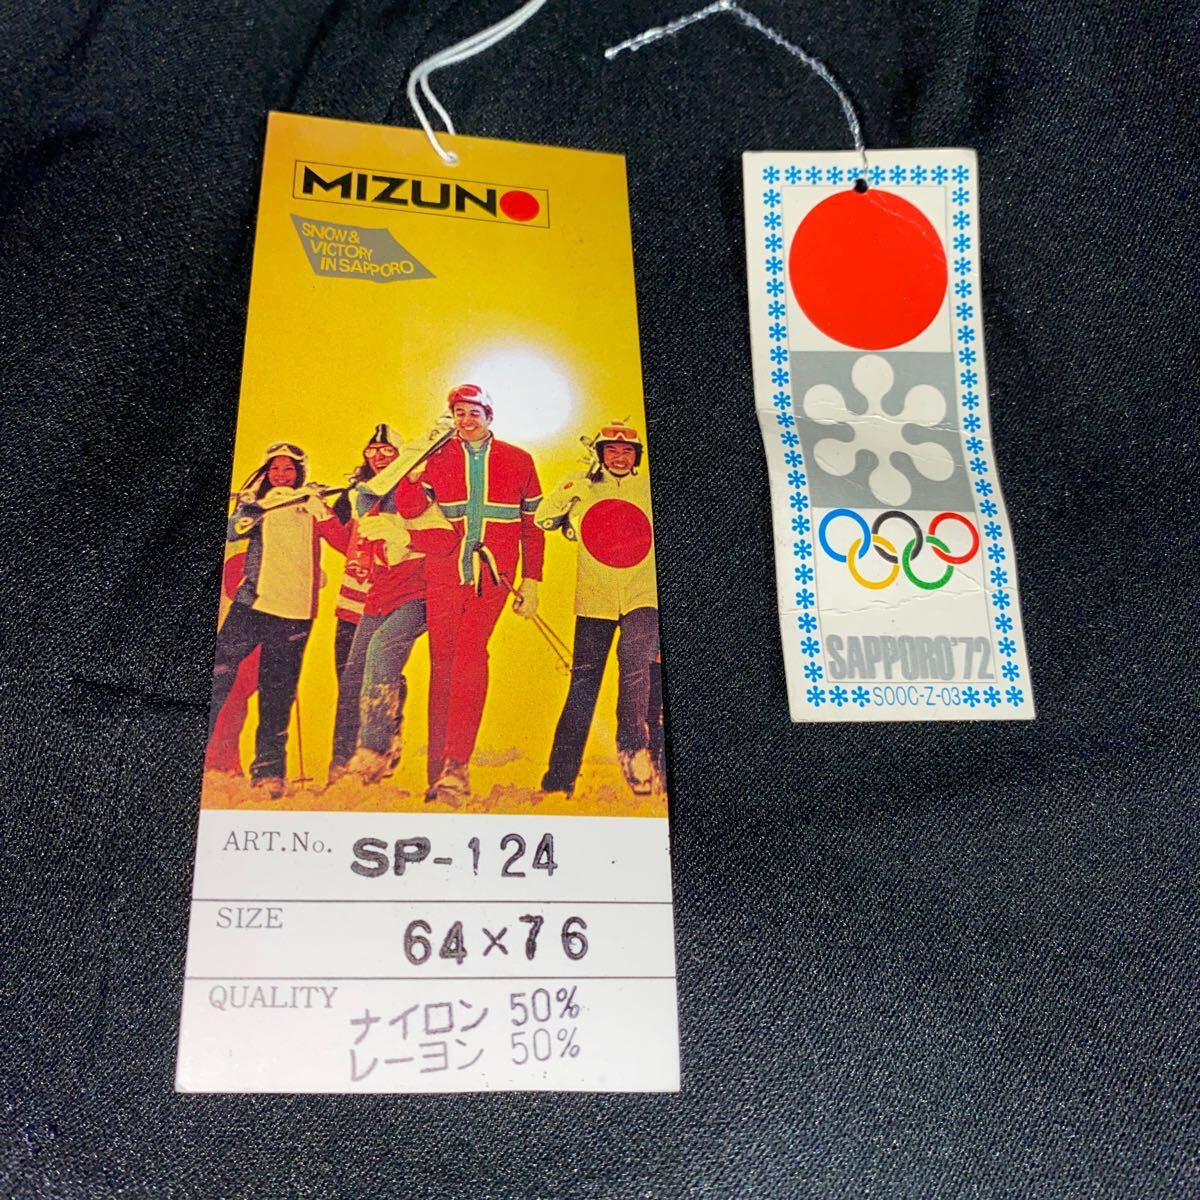 MIZUNO
SNOW &
VICTORY
IN SAPPORO
ART.No. SP-124
SIZE 64×76
QUALITY ナイロン 50%
レーヨン 50%
SAPPORO'72
SOOC-Z-03